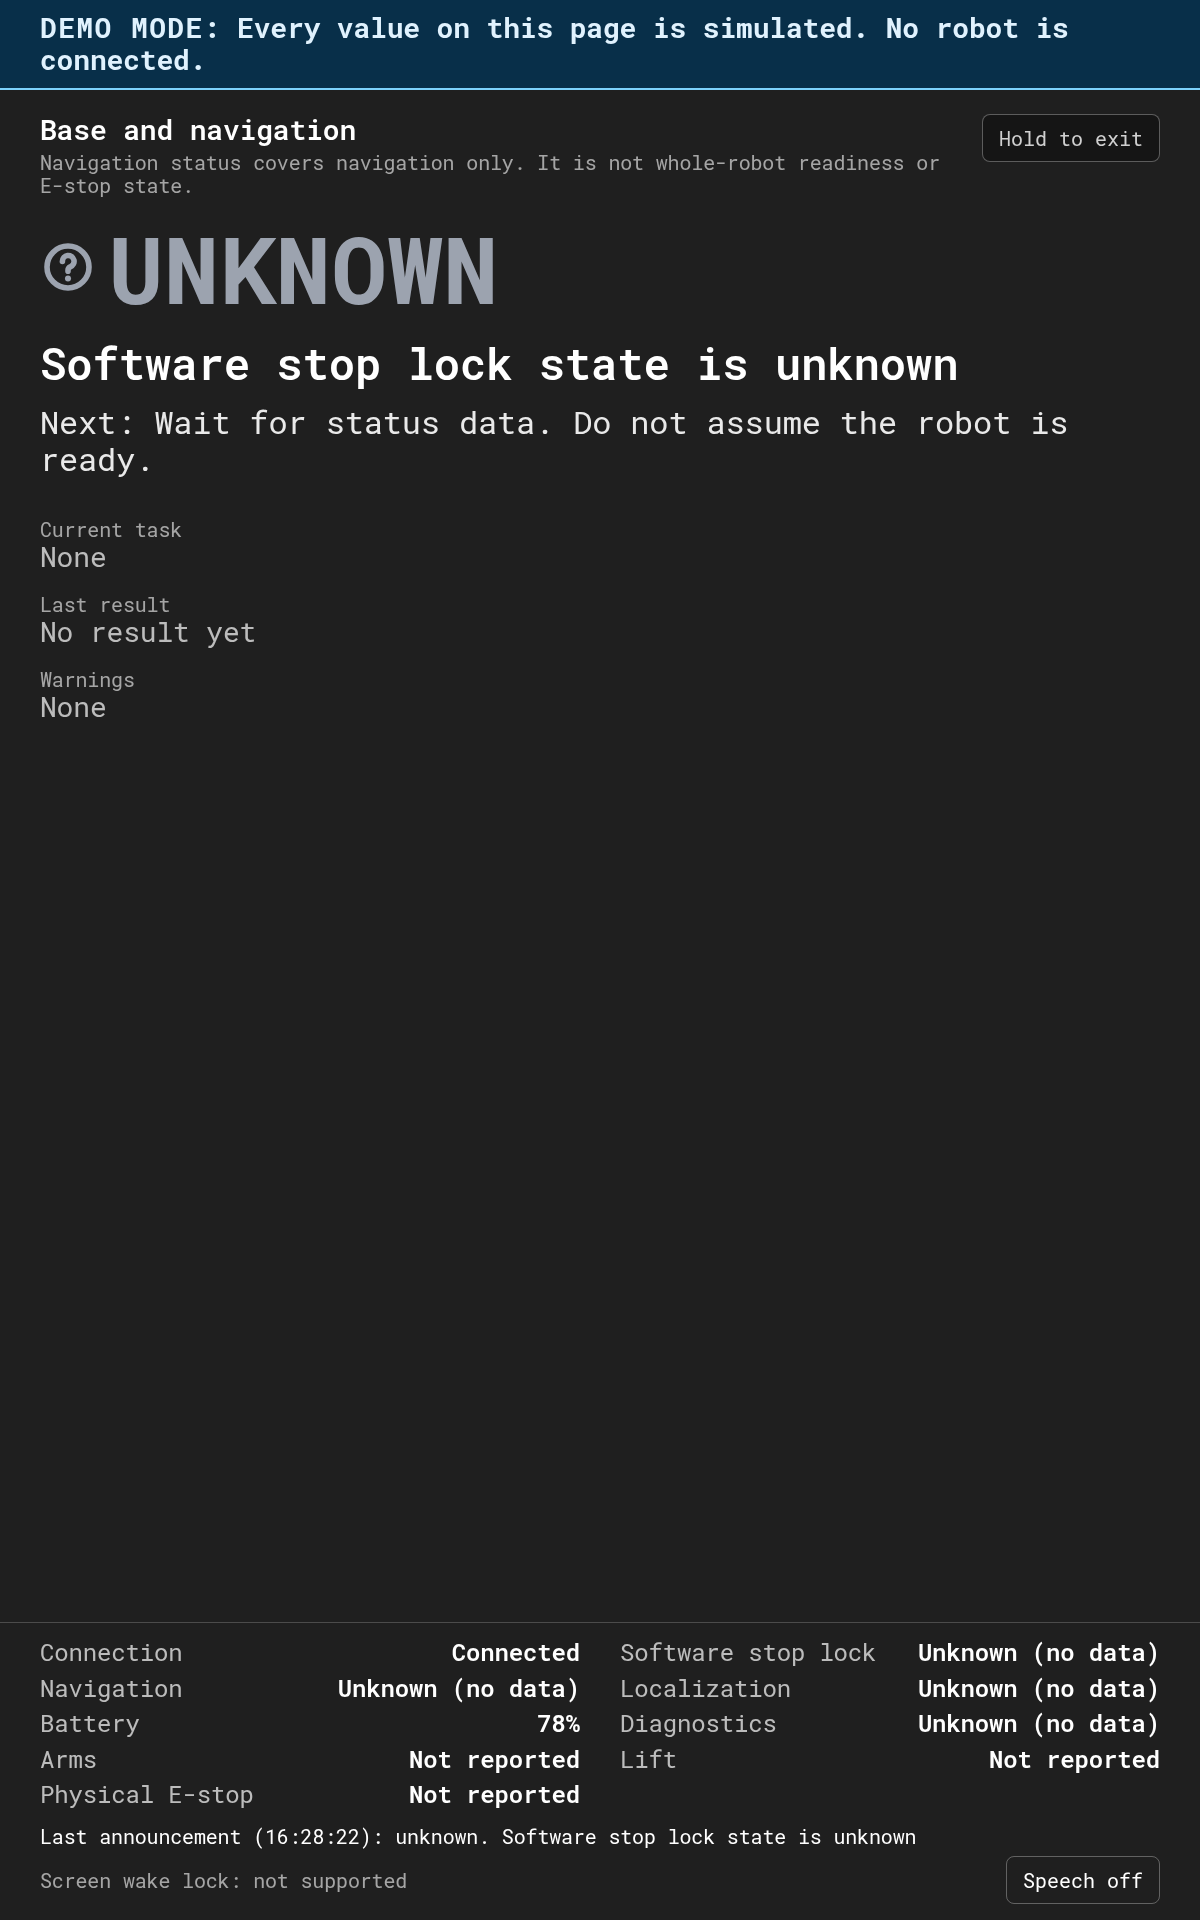 DEMO MODE: Every value on this page is simulated. No robot is
connected.
Base and navigation
Hold to exit
Navigation status covers navigation only. It is not whole-robot readiness or
E-stop state.
UNKNOWN
Software stop lock state is unknown
Next: Wait for status data. Do not assume the robot is
ready.
Current task
None
Last result
No result yet
Warnings
None
Connection Connected Software stop lock Unknown (no data)
Navigation Unknown (no data) Localization Unknown (no data)
Battery 78% Diagnostics Unknown (no data)
Arms Not reported Lift Not reported
Physical E-stop Not reported
Last announcement (16:28:22): unknown. Software stop lock state is unknown
Screen wake lock: not supported Speech off